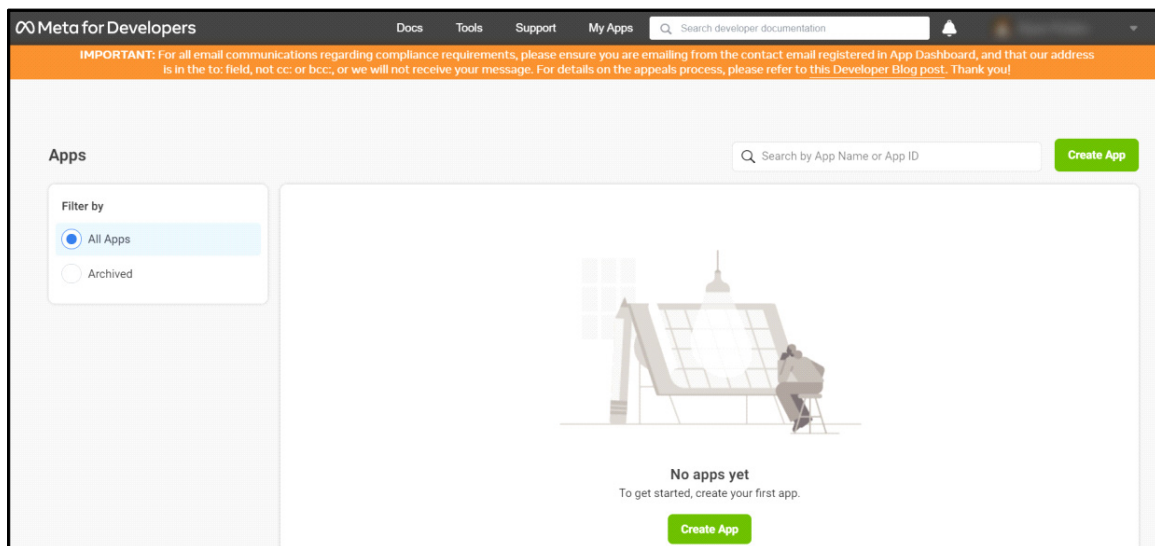 Meta for Developers Docs Tools Support My Apps Search developer documentation
IMPORTANT: For all email communications regarding compliance requirements, please ensure you are emailing from the contact email registered in App Dashboard, and that our address
is in the to: field, not cc: or bcc:, or we will not receive your message. For details on the appeals process, please refer to this Developer Blog post. Thank you!
Apps Search by App Name or App ID Create App
Filter by
All Apps
Archived
No apps yet
To get started, create your first app.
Create App